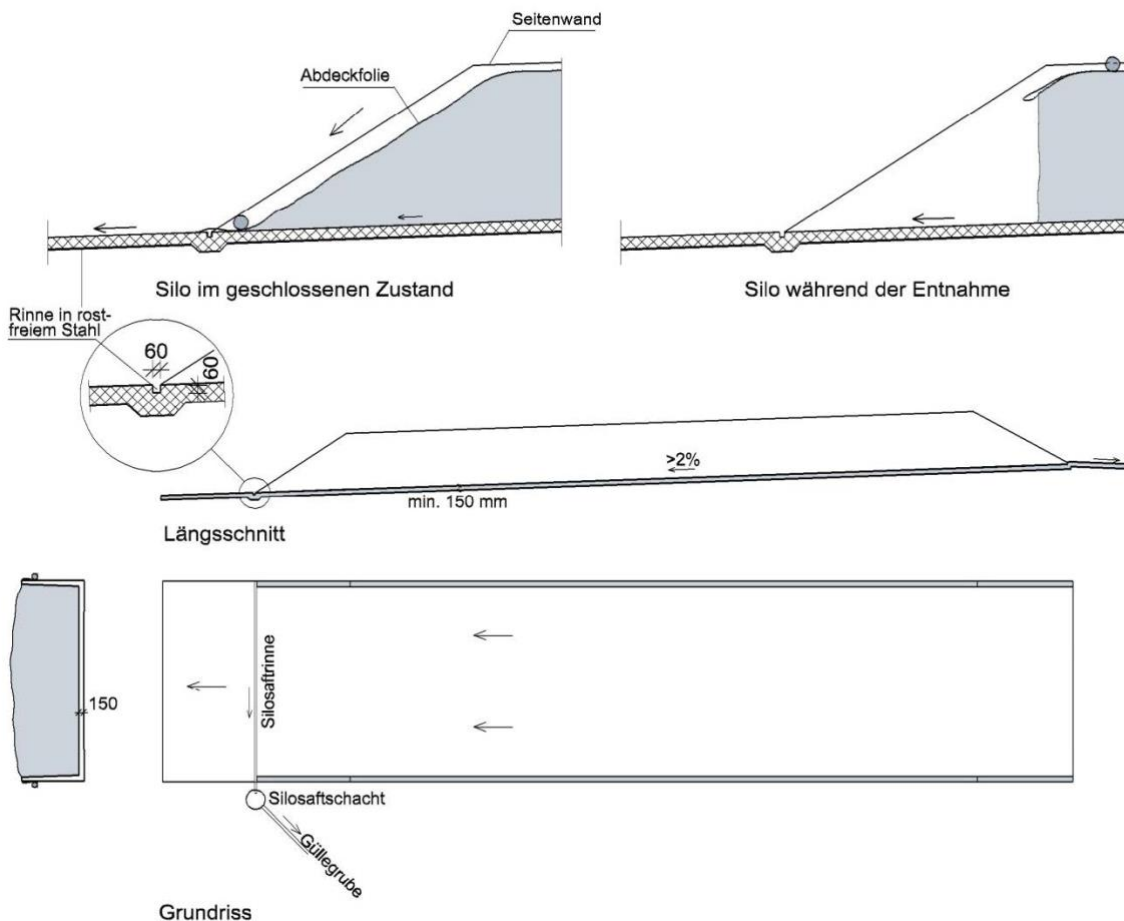 Seitenwand
Abdeckfolie
Silo im geschlossenen Zustand
Silo während der Entnahme
Rinne in rost-
freiem Stahl
60
60
>2%
min. 150 mm
Längsschnitt
150
Silosaftrinne
Silosaftschacht
Güllegrube
Grundriss